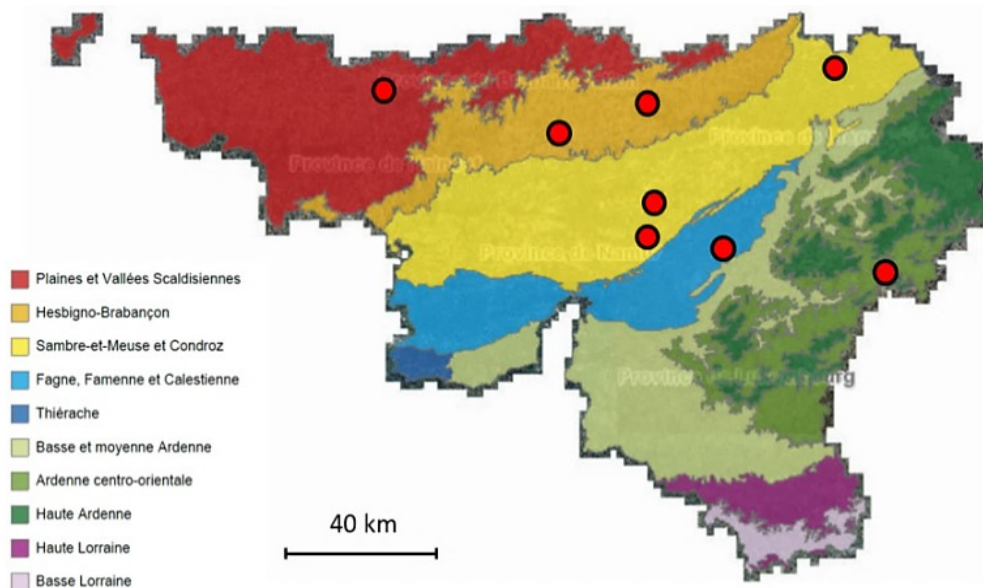 Province de Namur
Plaines et Vallées Scaldisiennes
Hesbigno-Brabançon
Sambre-et-Meuse et Condroz
Fagne, Famenne et Calestienne
Thiérache
Basse et moyenne Ardenne
Ardenne centro-orientale
Haute Ardenne
Haute Lorraine
Basse Lorraine
40 km